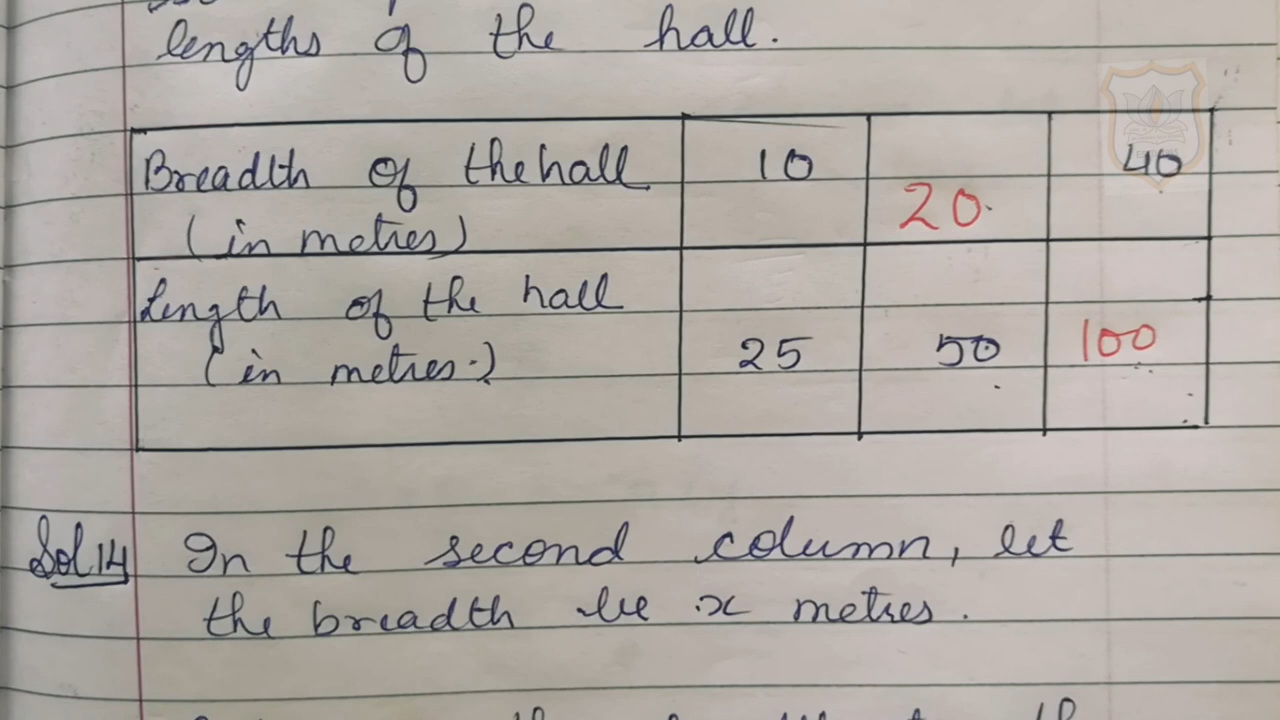 lengths of the hall.
Breadth of the hall 10 40
(in metres) 20
Length of the hall
(in metres.) 25 50 100
Sol 14 In the second column, let
the breadth be x metres.